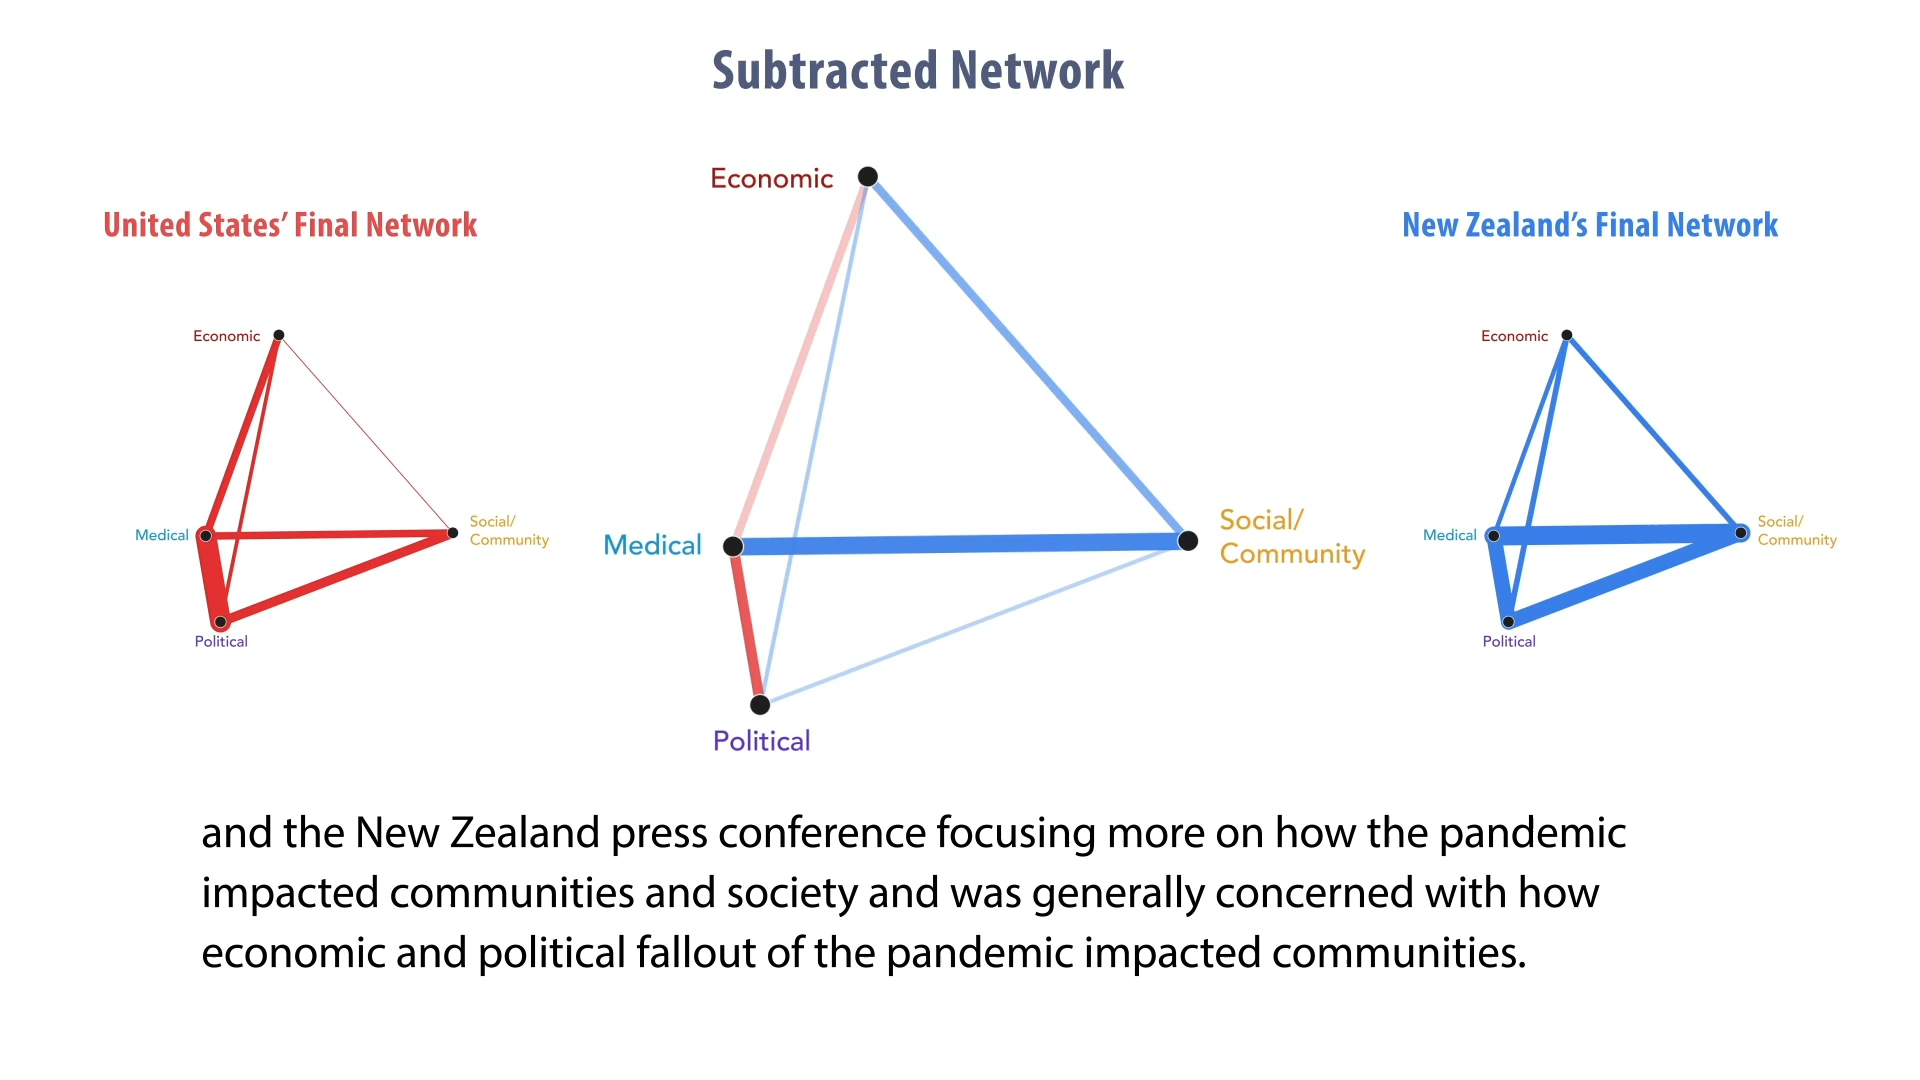 Subtracted Network
United States’ Final Network
Economic
Medical
Social/
Community
Political
Economic
Medical
Social/
Community
Political
New Zealand’s Final Network
Economic
Medical
Social/
Community
Political
and the New Zealand press conference focusing more on how the pandemic
impacted communities and society and was generally concerned with how
economic and political fallout of the pandemic impacted communities.